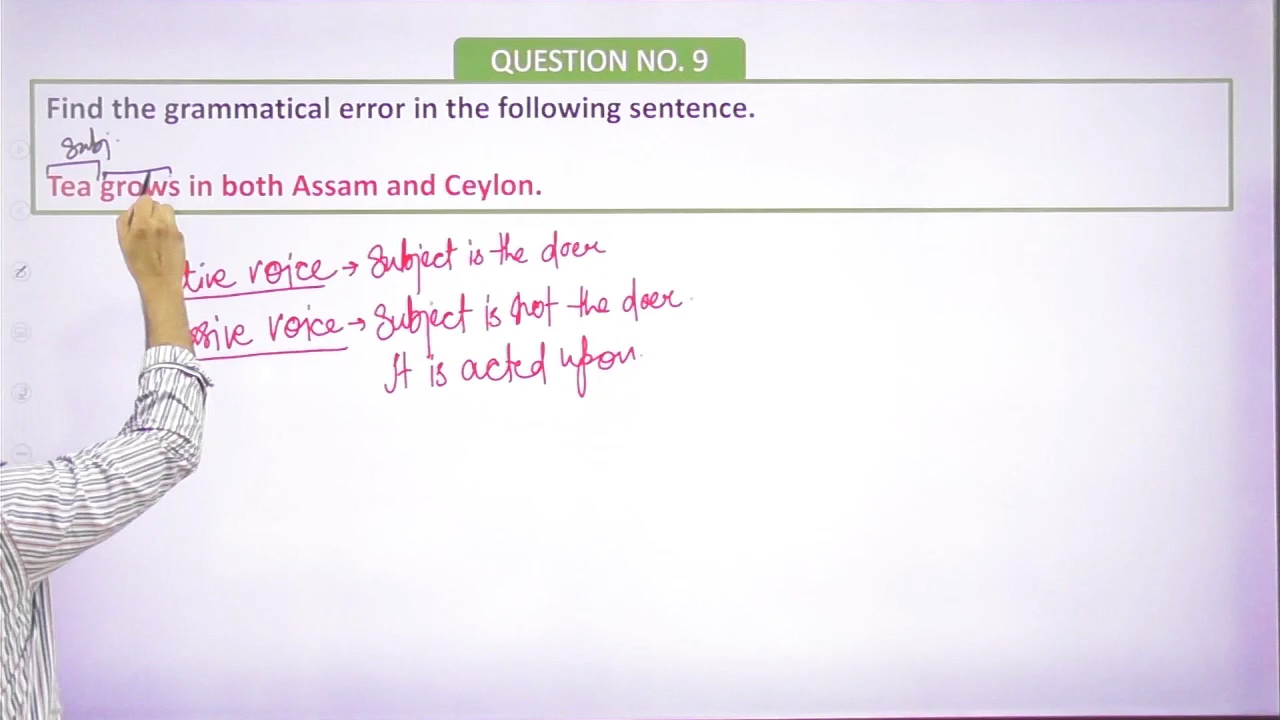 QUESTION NO. 9
Find the grammatical error in the following sentence.
Subj.
Tea grows in both Assam and Ceylon.
tive voice → Subject is the doer
ssive voice → Subject is not the doer.
It is acted upon.